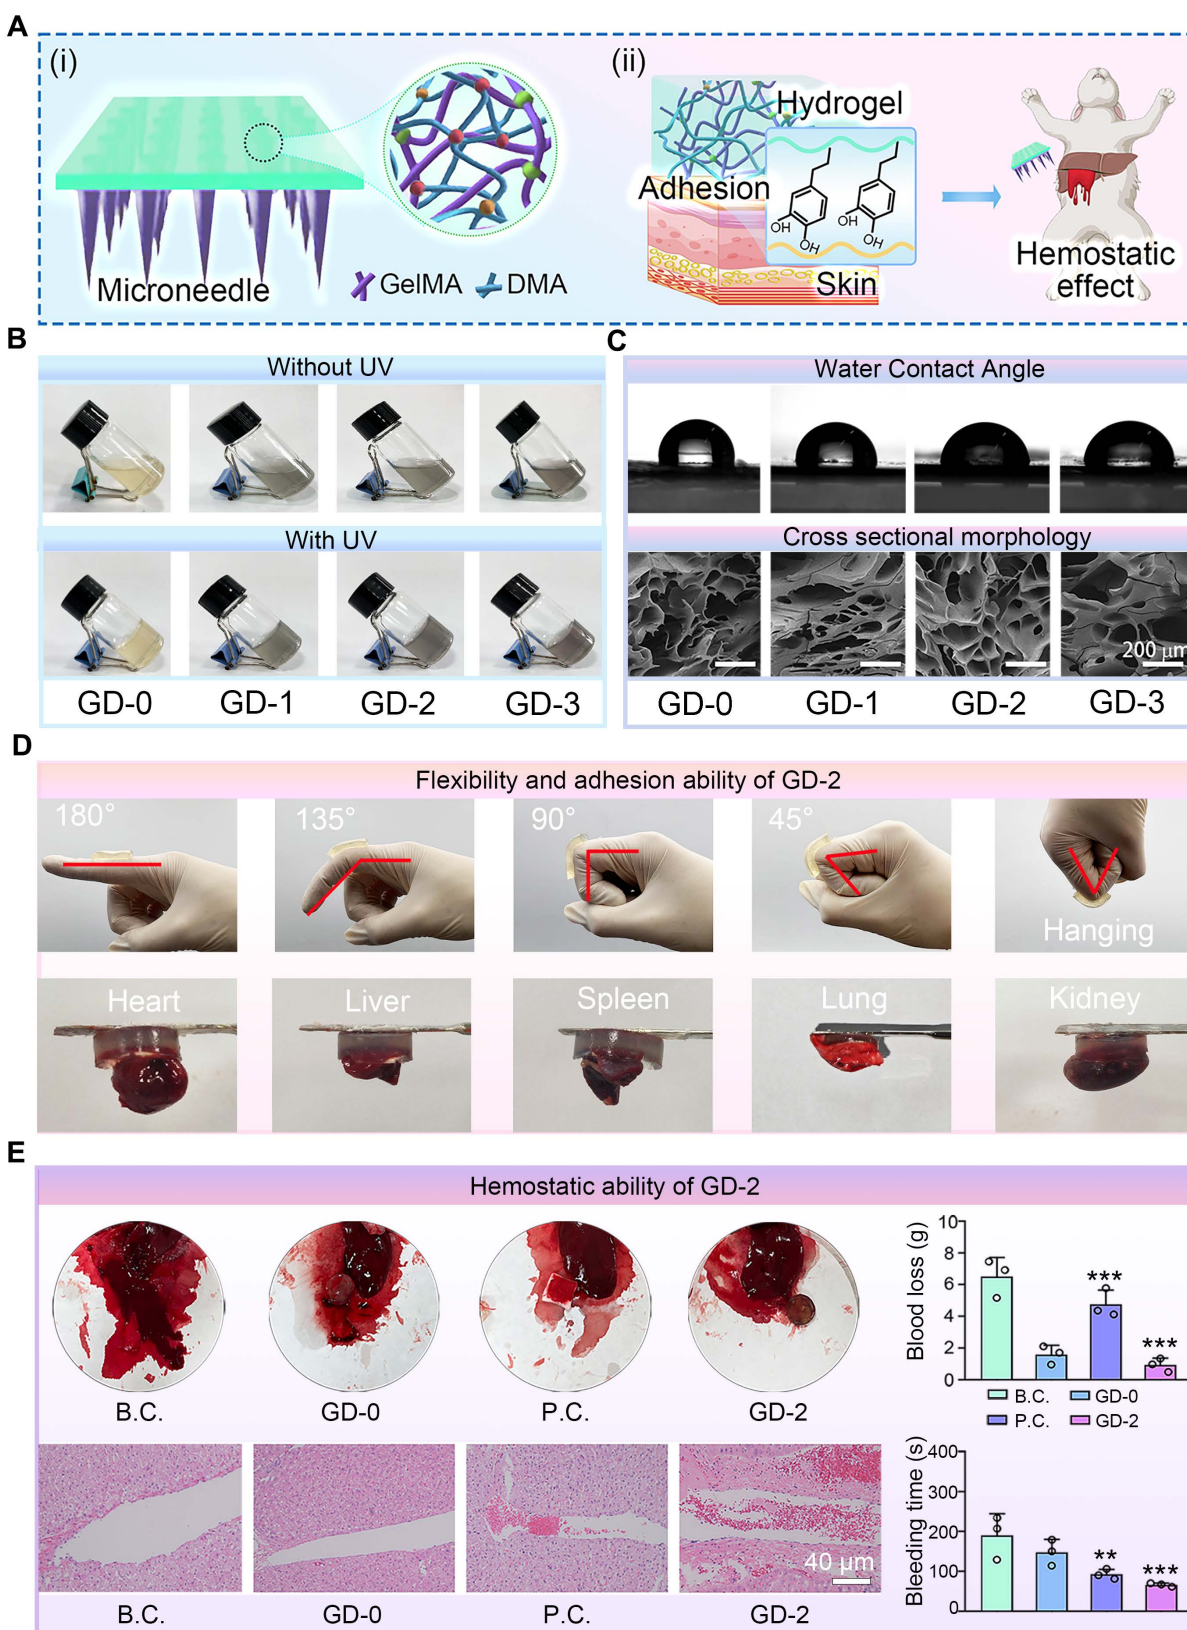 A
(i)
Microneedle
GelMA
DMA
(ii)
Hydrogel
Adhesion
OH
OH
OH
OH
Skin
Hemostatic
effect
B
Without UV
With UV
GD-0
GD-1
GD-2
GD-3
C
Water Contact Angle
Cross sectional morphology
200 μm
GD-0
GD-1
GD-2
GD-3
D
Flexibility and adhesion ability of GD-2
180°
135°
90°
45°
Hanging
Heart
Liver
Spleen
Lung
Kidney
E
Hemostatic ability of GD-2
B.C.
GD-0
P.C.
GD-2
40 μm
B.C.
GD-0
P.C.
GD-2
Blood loss (g)
10
8
6
4
2
0
***
***
B.C.
GD-0
P.C.
GD-2
Bleeding time (s)
400
300
200
100
0
**
***